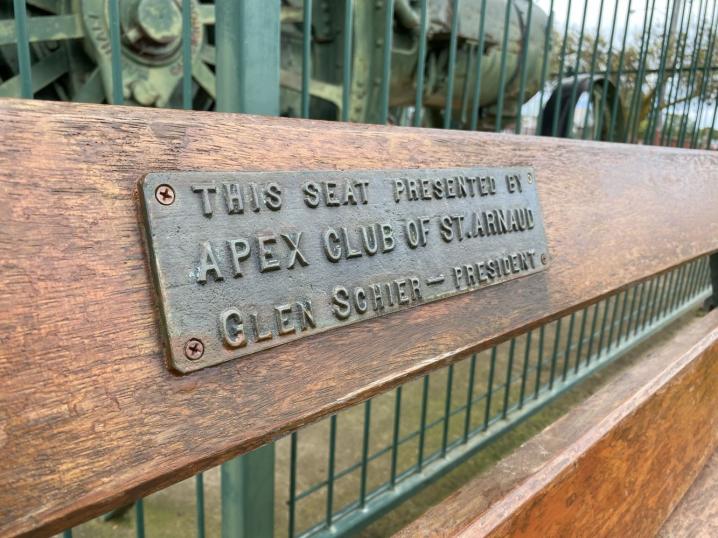 THIS SEAT PRESENTED BY
APEX CLUB OF ST. ARNAUD
GLEN SCHIER — PRESIDENT